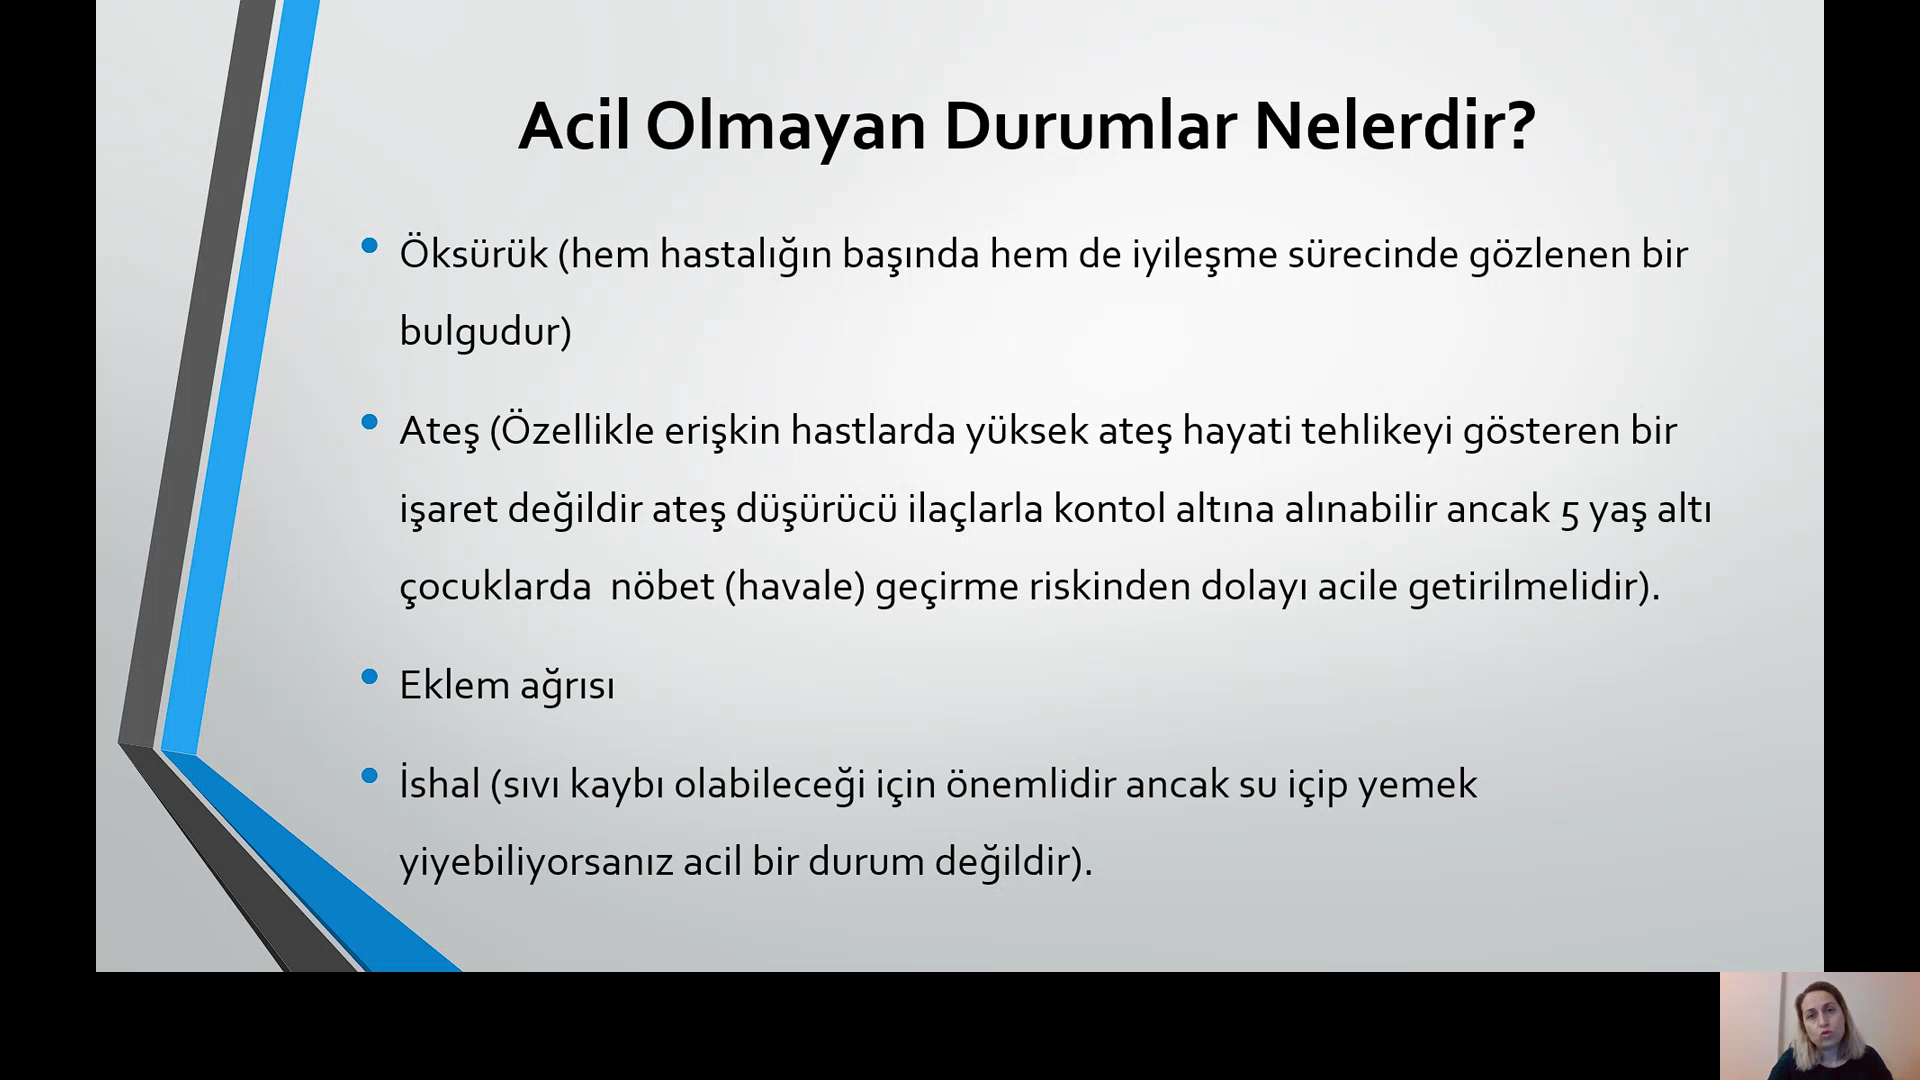 Acil Olmayan Durumlar Nelerdir?
Öksürük (hem hastalığın başında hem de iyileşme sürecinde gözlenen bir
bulgudur)
Ateş (Özellikle erişkin hastlarda yüksek ateş hayati tehlikeyi gösteren bir
işaret değildir ateş düşürücü ilaçlarla kontol altına alınabilir ancak 5 yaş altı
çocuklarda nöbet (havale) geçirme riskinden dolayı acile getirilmelidir).
Eklem ağrısı
İshal (sıvı kaybı olabileceği için önemlidir ancak su içip yemek
yiyebiliyorsanız acil bir durum değildir).